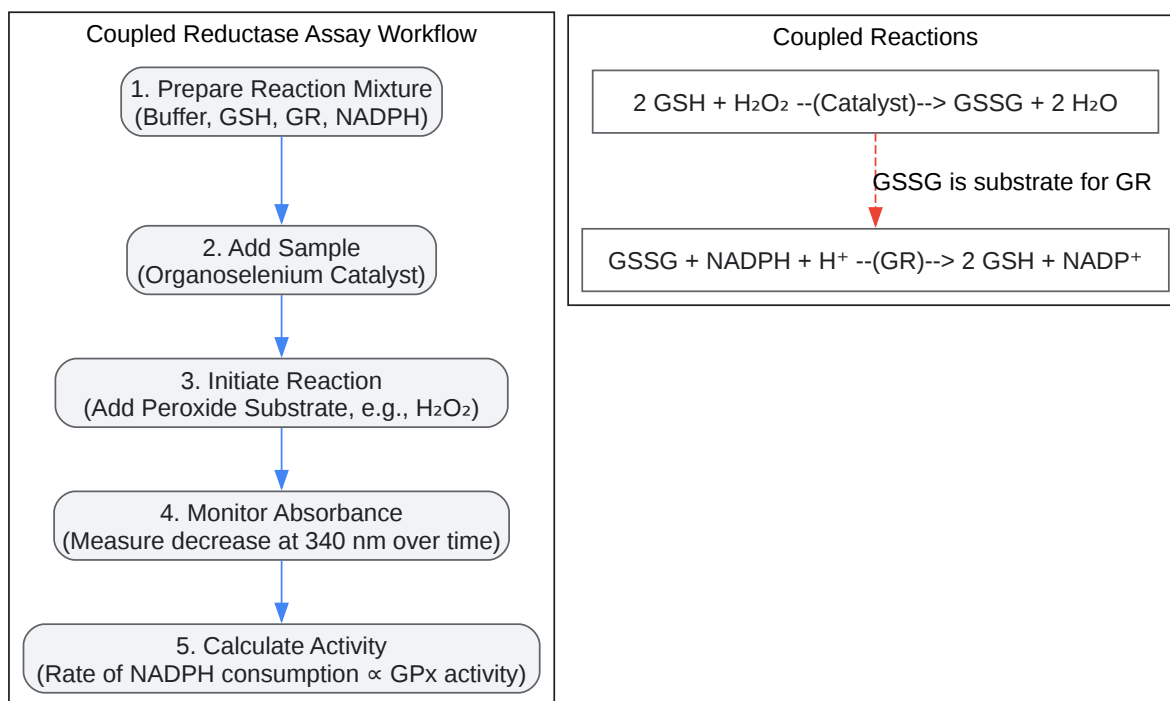 Coupled Reductase Assay Workflow
1. Prepare Reaction Mixture
(Buffer, GSH, GR, NADPH)
2. Add Sample
(Organoselenium Catalyst)
3. Initiate Reaction
(Add Peroxide Substrate, e.g., H₂O₂)
4. Monitor Absorbance
(Measure decrease at 340 nm over time)
5. Calculate Activity
(Rate of NADPH consumption ∝ GPx activity)
Coupled Reactions
2 GSH + H₂O₂ --(Catalyst)--> GSSG + 2 H₂O
GSSG is substrate for GR
GSSG + NADPH + H⁺ --(GR)--> 2 GSH + NADP⁺